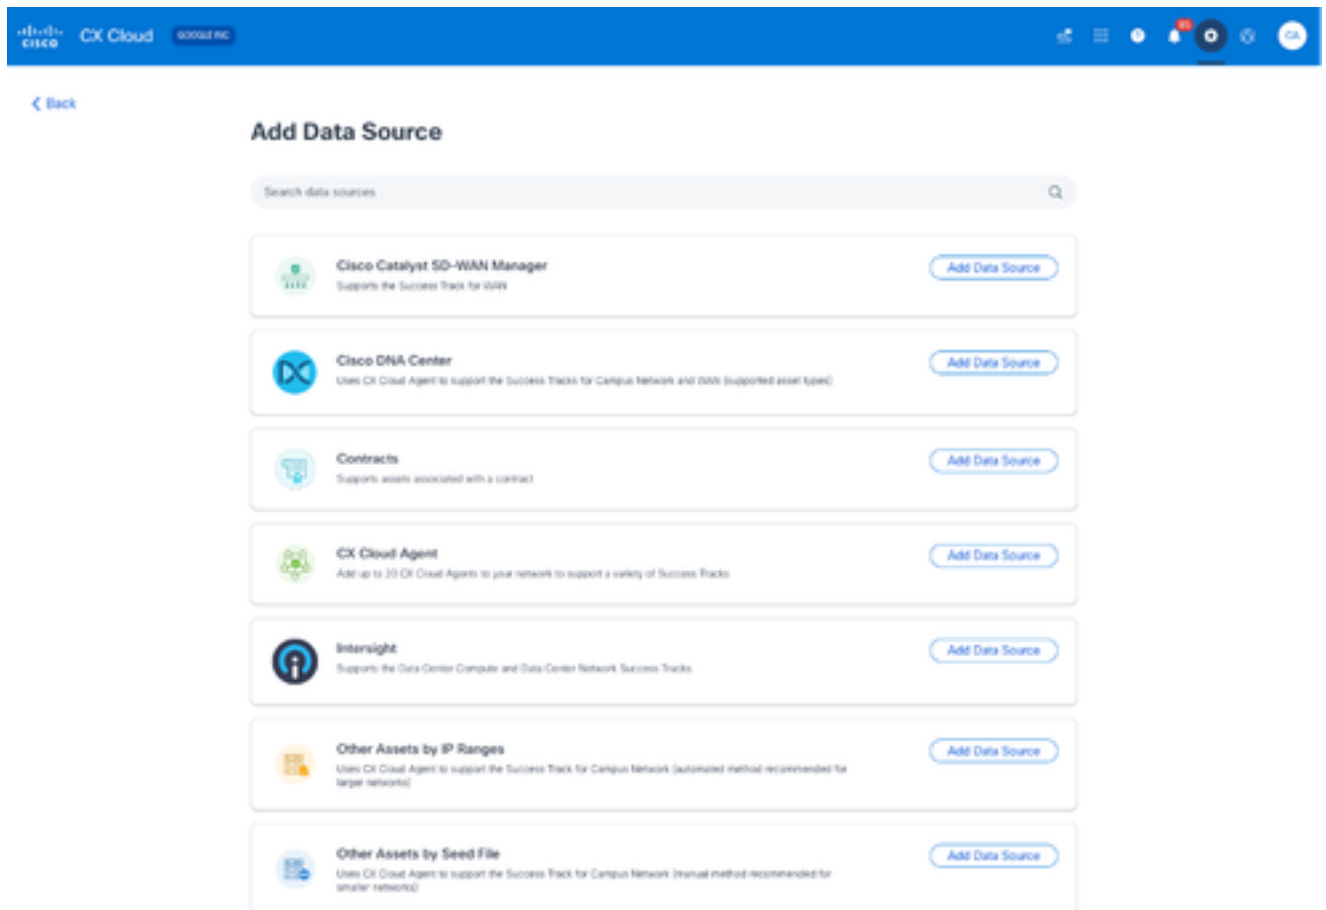 CISCO CX Cloud GOOGLE INC 85 CA
Back
Add Data Source
Search data sources
Cisco Catalyst SD-WAN Manager
Add Data Source
Supports the Success Track for WAN
Cisco DNA Center
Add Data Source
Uses CX Cloud Agent to support the Success Tracks for Campus Network and WAN (supported asset types)
Contracts
Add Data Source
Supports assets associated with a contract
CX Cloud Agent
Add Data Source
Add up to 20 CX Cloud Agents to your network to support a variety of Success Tracks
Intersight
Add Data Source
Supports the Data Center Compute and Data Center Network Success Tracks
Other Assets by IP Ranges
Add Data Source
Uses CX Cloud Agent to support the Success Track for Campus Network (automated method recommended for
larger networks)
Other Assets by Seed File
Add Data Source
Uses CX Cloud Agent to support the Success Track for Campus Network (manual method recommended for
smaller networks)